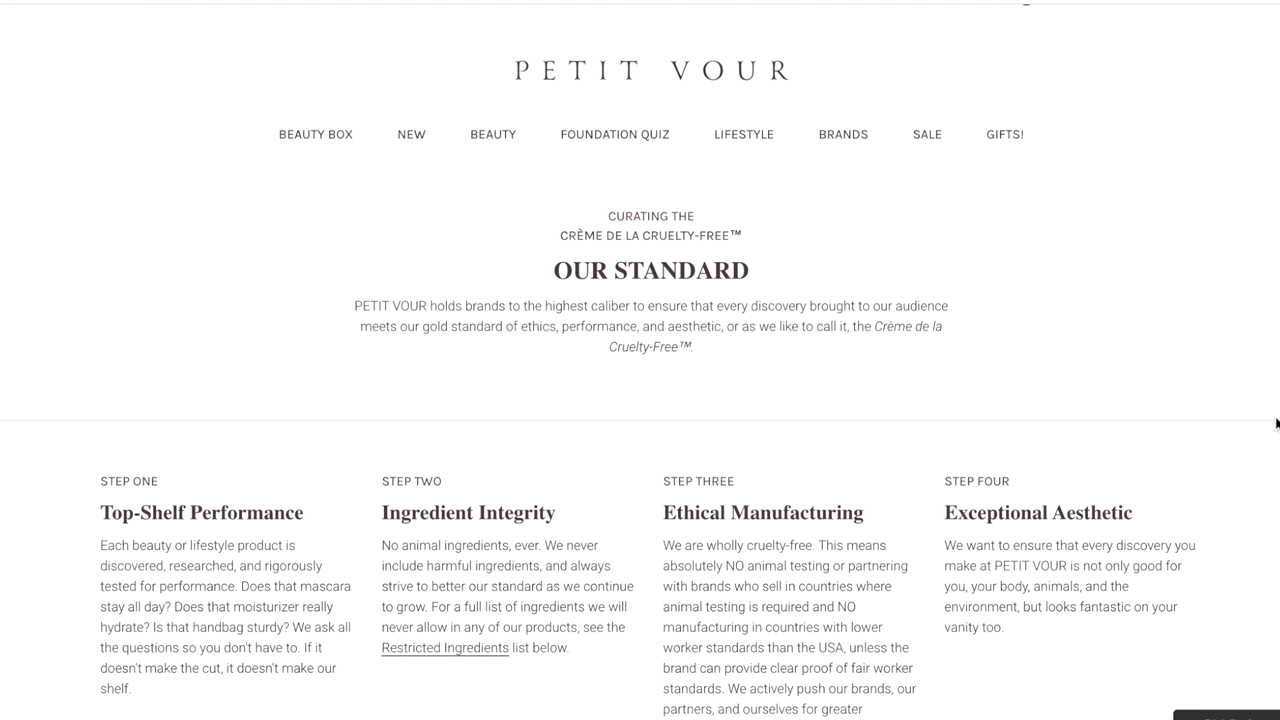 PETIT VOUR
BEAUTY BOX NEW BEAUTY FOUNDATION QUIZ LIFESTYLE BRANDS SALE GIFTS!
CURATING THE
CRÈME DE LA CRUELTY-FREE™
OUR STANDARD
PETIT VOUR holds brands to the highest caliber to ensure that every discovery brought to our audience
meets our gold standard of ethics, performance, and aesthetic, or as we like to call it, the Crème de la
Cruelty-Free™.
STEP ONE
Top-Shelf Performance
Each beauty or lifestyle product is
discovered, researched, and rigorously
tested for performance. Does that mascara
stay all day? Does that moisturizer really
hydrate? Is that handbag sturdy? We ask all
the questions so you don't have to. If it
doesn't make the cut, it doesn't make our
shelf.
STEP TWO
Ingredient Integrity
No animal ingredients, ever. We never
include harmful ingredients, and always
strive to better our standard as we continue
to grow. For a full list of ingredients we will
never allow in any of our products, see the
Restricted Ingredients list below.
STEP THREE
Ethical Manufacturing
We are wholly cruelty-free. This means
absolutely NO animal testing or partnering
with brands who sell in countries where
animal testing is required and NO
manufacturing in countries with lower
worker standards than the USA, unless the
brand can provide clear proof of fair worker
standards. We actively push our brands, our
partners, and ourselves for greater
STEP FOUR
Exceptional Aesthetic
We want to ensure that every discovery you
make at PETIT VOUR is not only good for
you, your body, animals, and the
environment, but looks fantastic on your
vanity too.